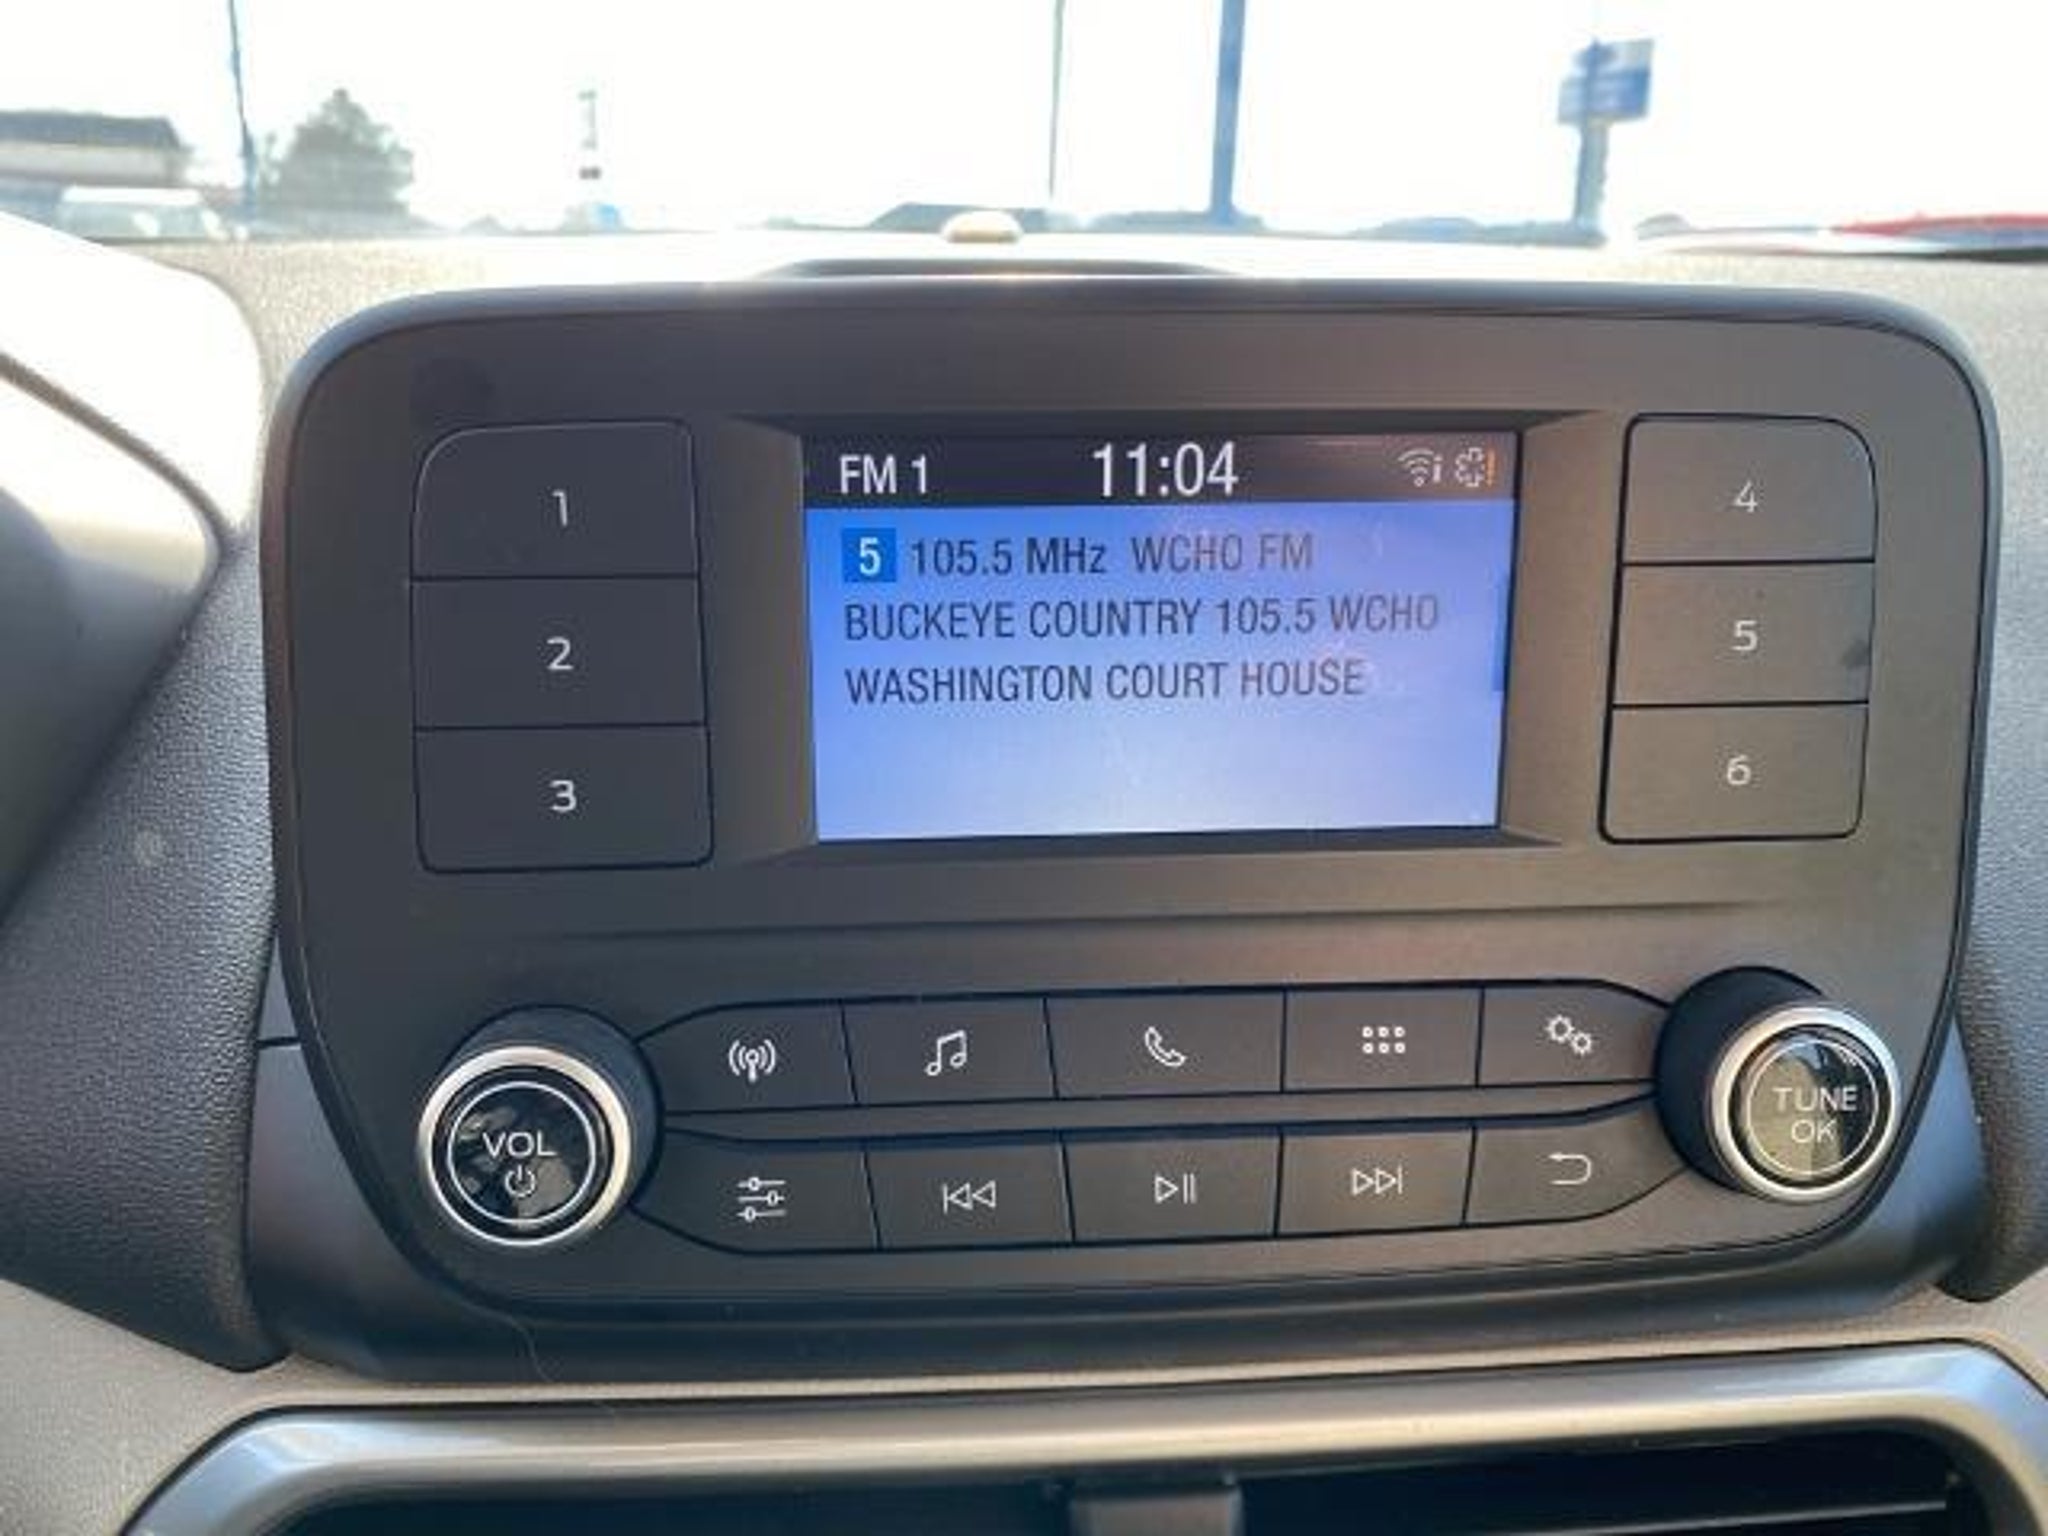 FM 1 11:04
5 105.5 MHz WCHO FM
BUCKEYE COUNTRY 105.5 WCHO
WASHINGTON COURT HOUSE
1
2
3
4
5
6
VOL
TUNE
OK